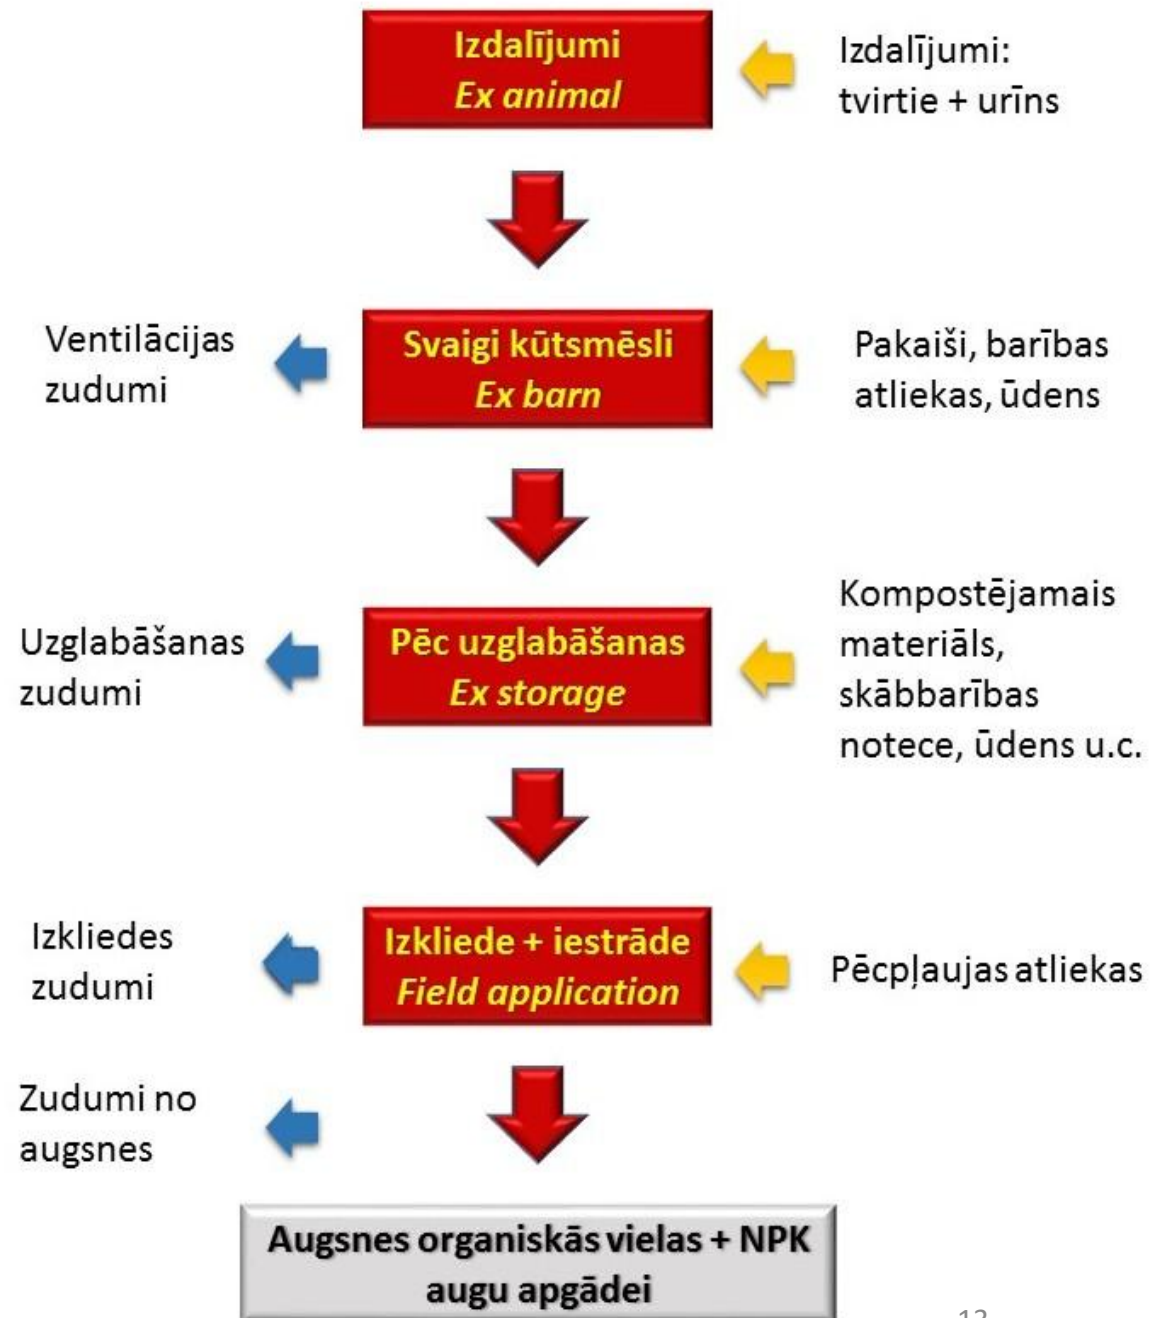 Izdalījumi
Ex animal
Izdalījumi:
tvirtie + urīns
Ventilācijas
zudumi
Svaigi kūtsmēsli
Ex barn
Pakaiši, barības
atliekas, ūdens
Uzglabāšanas
zudumi
Pēc uzglabāšanas
Ex storage
Kompostējamais
materiāls,
skābbarības
notece, ūdens u.c.
Izkliedes
zudumi
Izkliede + iestrāde
Field application
Pēcpļaujas atliekas
Zudumi no
augsnes
Augsnes organiskās vielas + NPK
augu apgādei